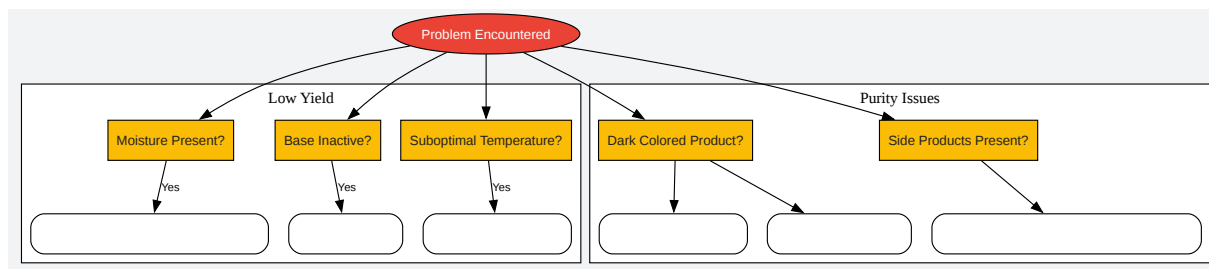 Problem Encountered
Low Yield
Purity Issues
Moisture Present?
Base Inactive?
Suboptimal Temperature?
Dark Colored Product?
Side Products Present?
Yes
Yes
Yes